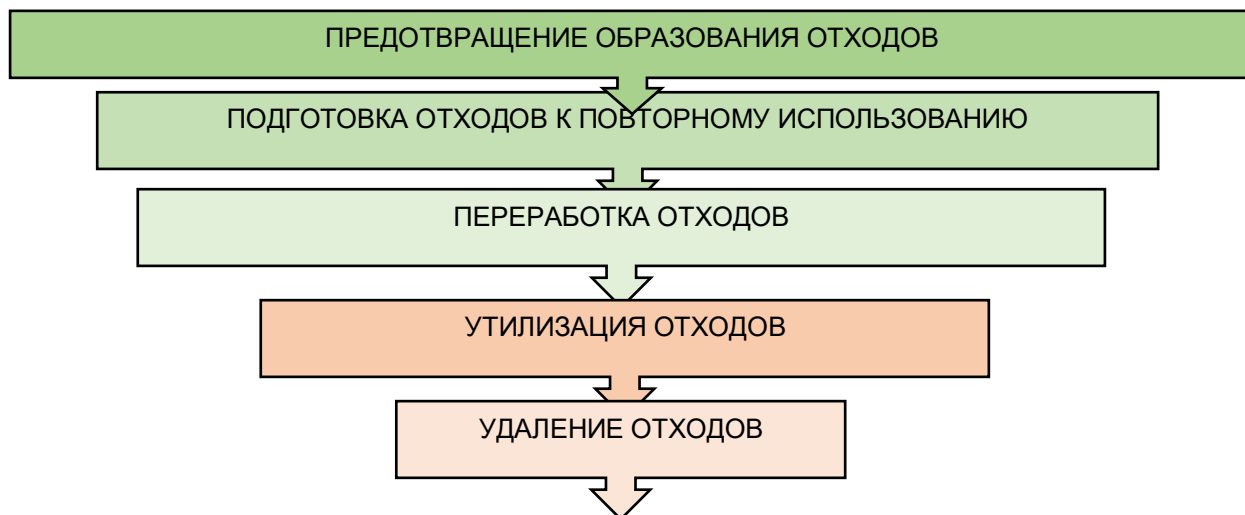 ПРЕДОТВРАЩЕНИЕ ОБРАЗОВАНИЯ ОТХОДОВ
ПОДГОТОВКА ОТХОДОВ К ПОВТОРНОМУ ИСПОЛЬЗОВАНИЮ
ПЕРЕРАБОТКА ОТХОДОВ
УТИЛИЗАЦИЯ ОТХОДОВ
УДАЛЕНИЕ ОТХОДОВ